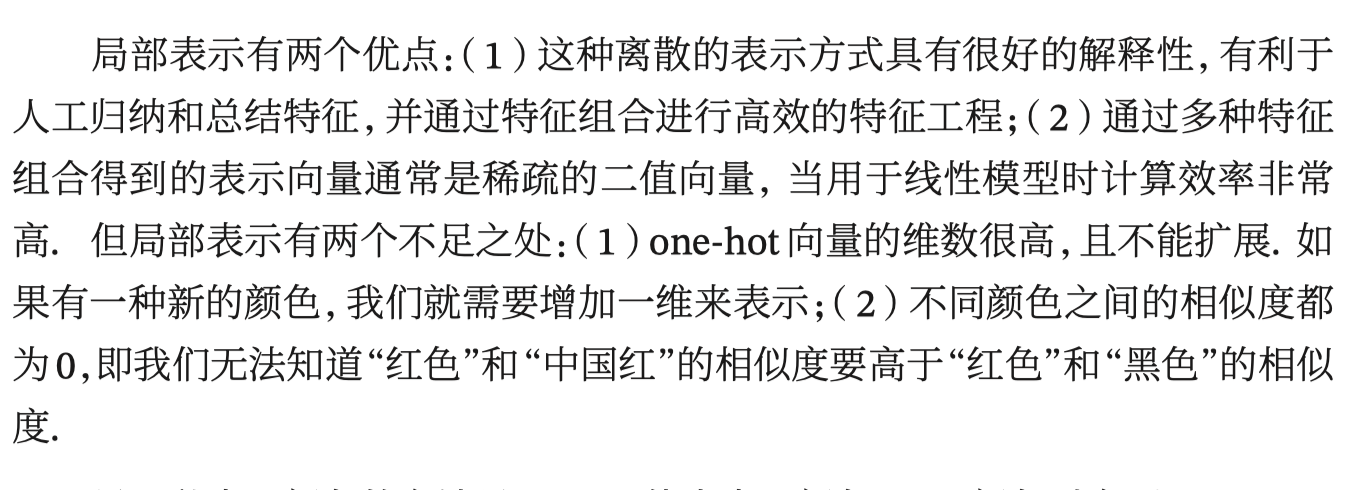 局部表示有两个优点:(1)这种离散的表示方式具有很好的解释性,有利于
人工归纳和总结特征,并通过特征组合进行高效的特征工程;(2)通过多种特征
组合得到的表示向量通常是稀疏的二值向量,当用于线性模型时计算效率非常
高. 但局部表示有两个不足之处:(1)one-hot向量的维数很高,且不能扩展. 如
果有一种新的颜色,我们就需要增加一维来表示;(2)不同颜色之间的相似度都
为0,即我们无法知道“红色”和“中国红”的相似度要高于“红色”和“黑色”的相似
度.